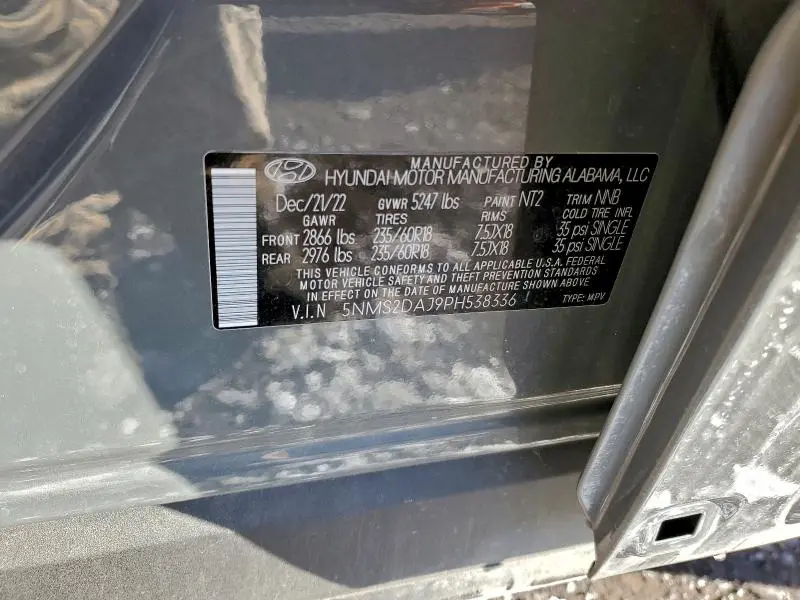 MANUFACTURED BY
HYUNDAI MOTOR MANUFACTURING ALABAMA, LLC
Dec/21/22 GVWR 5247 lbs PAINT NT2 TRIM NNB
GAWR TIRES RIMS COLD TIRE INFL
FRONT 2866 lbs 235/60R18 7.5JX18 35 psi SINGLE
REAR 2976 lbs 235/60R18 7.5JX18 35 psi SINGLE
THIS VEHICLE CONFORMS TO ALL APPLICABLE U.S.A. FEDERAL
MOTOR VEHICLE SAFETY AND THEFT PREVENTION STANDARDS
IN EFFECT ON THE DATE OF MANUFACTURE SHOWN ABOVE.
V.I.N 5NMS2DAJ9PH538336 TYPE: MPV